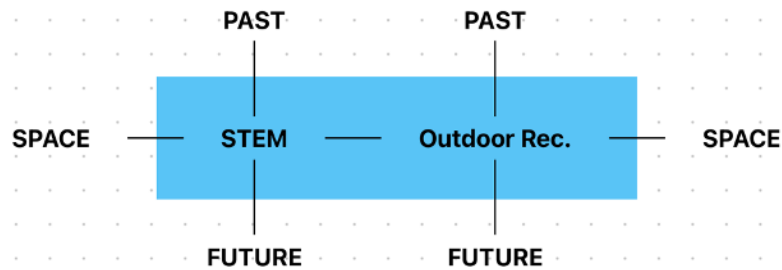 PAST PAST
SPACE STEM Outdoor Rec. SPACE
FUTURE FUTURE